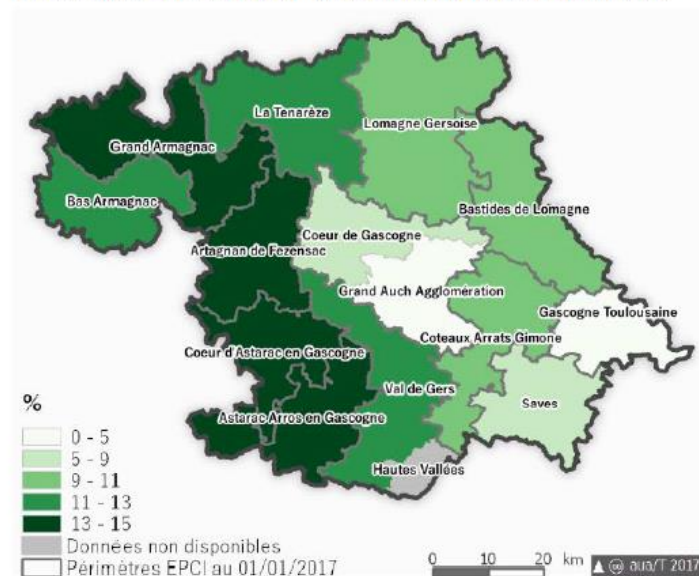 La Tenarèze
Lomagne Gersoise
Grand Armagnac
Bas Armagnac
Bastides de Lomagne
Coeur de Gascogne
Artagnan de Fezensac
Grand Auch Agglomération
Gascogne Toulousaine
Coteaux Arrats Gimone
Coeur d'Astarac en Gascogne
Val de Gers
Saves
Astarac Arros en Gascogne
Hautes Vallées
%
0 - 5
5 - 9
9 - 11
11 - 13
13 - 15
Données non disponibles
Périmètres EPCI au 01/01/2017
0 10 20 km
aua/T 2017